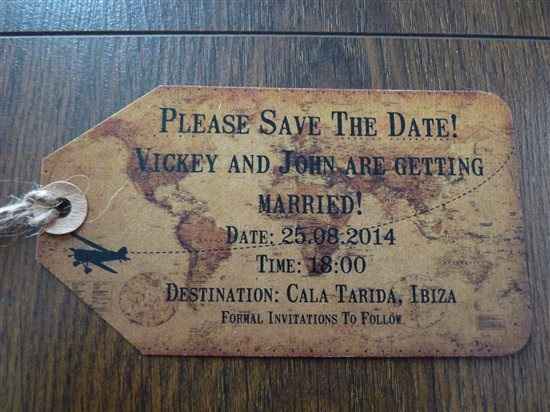 Please Save The Date!
Vickey and John are getting
married!
Date: 25.08.2014
Time: 18:00
Destination: Cala Tarida, Ibiza
Formal Invitations To Follow